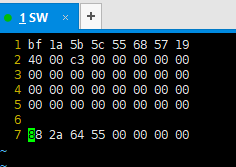 1 SW × +
1 bf 1a 5b 5c 55 68 57 19
2 40 00 c3 00 00 00 00 00
3 00 00 00 00 00 00 00 00
4 00 00 00 00 00 00 00 00
5 00 00 00 00 00 00 00 00
6
7 88 2a 64 55 00 00 00 00
~
~